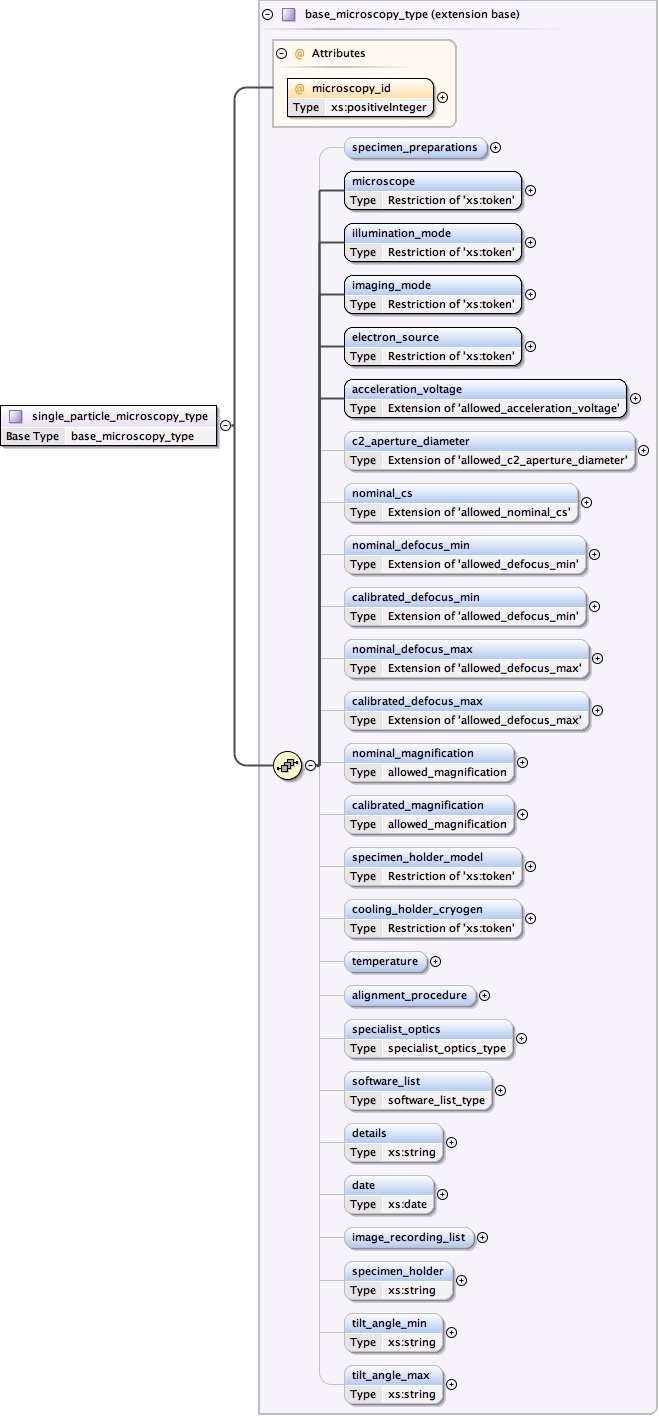 base_microscopy_type (extension base)
@ Attributes
@ microscopy_id
Type xs:positiveInteger
specimen_preparations
microscope
Type Restriction of 'xs:token'
illumination_mode
Type Restriction of 'xs:token'
imaging_mode
Type Restriction of 'xs:token'
electron_source
Type Restriction of 'xs:token'
acceleration_voltage
Type Extension of 'allowed_acceleration_voltage'
single_particle_microscopy_type
Base Type base_microscopy_type
c2_aperture_diameter
Type Extension of 'allowed_c2_aperture_diameter'
nominal_cs
Type Extension of 'allowed_nominal_cs'
nominal_defocus_min
Type Extension of 'allowed_defocus_min'
calibrated_defocus_min
Type Extension of 'allowed_defocus_min'
nominal_defocus_max
Type Extension of 'allowed_defocus_max'
calibrated_defocus_max
Type Extension of 'allowed_defocus_max'
nominal_magnification
Type allowed_magnification
calibrated_magnification
Type allowed_magnification
specimen_holder_model
Type Restriction of 'xs:token'
cooling_holder_cryogen
Type Restriction of 'xs:token'
temperature
alignment_procedure
specialist_optics
Type specialist_optics_type
software_list
Type software_list_type
details
Type xs:string
date
Type xs:date
image_recording_list
specimen_holder
Type xs:string
tilt_angle_min
Type xs:string
tilt_angle_max
Type xs:string